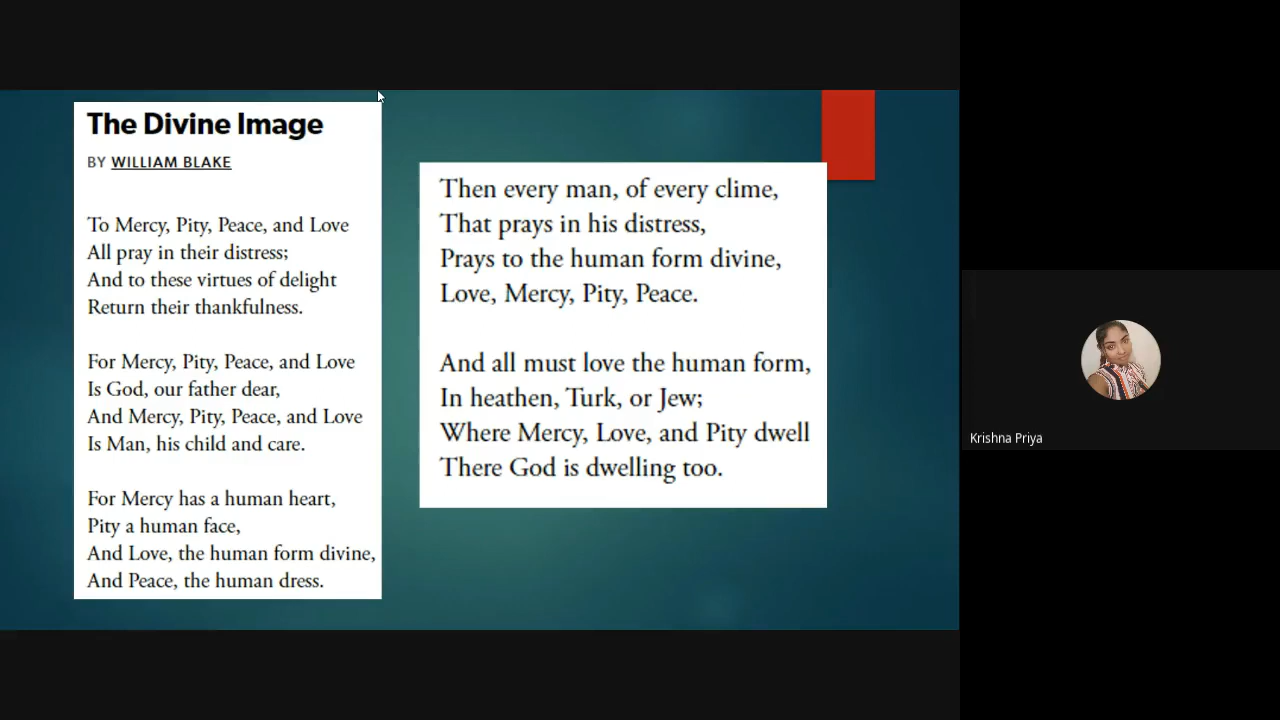 The Divine Image
BY WILLIAM BLAKE
To Mercy, Pity, Peace, and Love
All pray in their distress;
And to these virtues of delight
Return their thankfulness.
For Mercy, Pity, Peace, and Love
Is God, our father dear,
And Mercy, Pity, Peace, and Love
Is Man, his child and care.
For Mercy has a human heart,
Pity a human face,
And Love, the human form divine,
And Peace, the human dress.
Then every man, of every clime,
That prays in his distress,
Prays to the human form divine,
Love, Mercy, Pity, Peace.
And all must love the human form,
In heathen, Turk, or Jew;
Where Mercy, Love, and Pity dwell
There God is dwelling too.
Krishna Priya